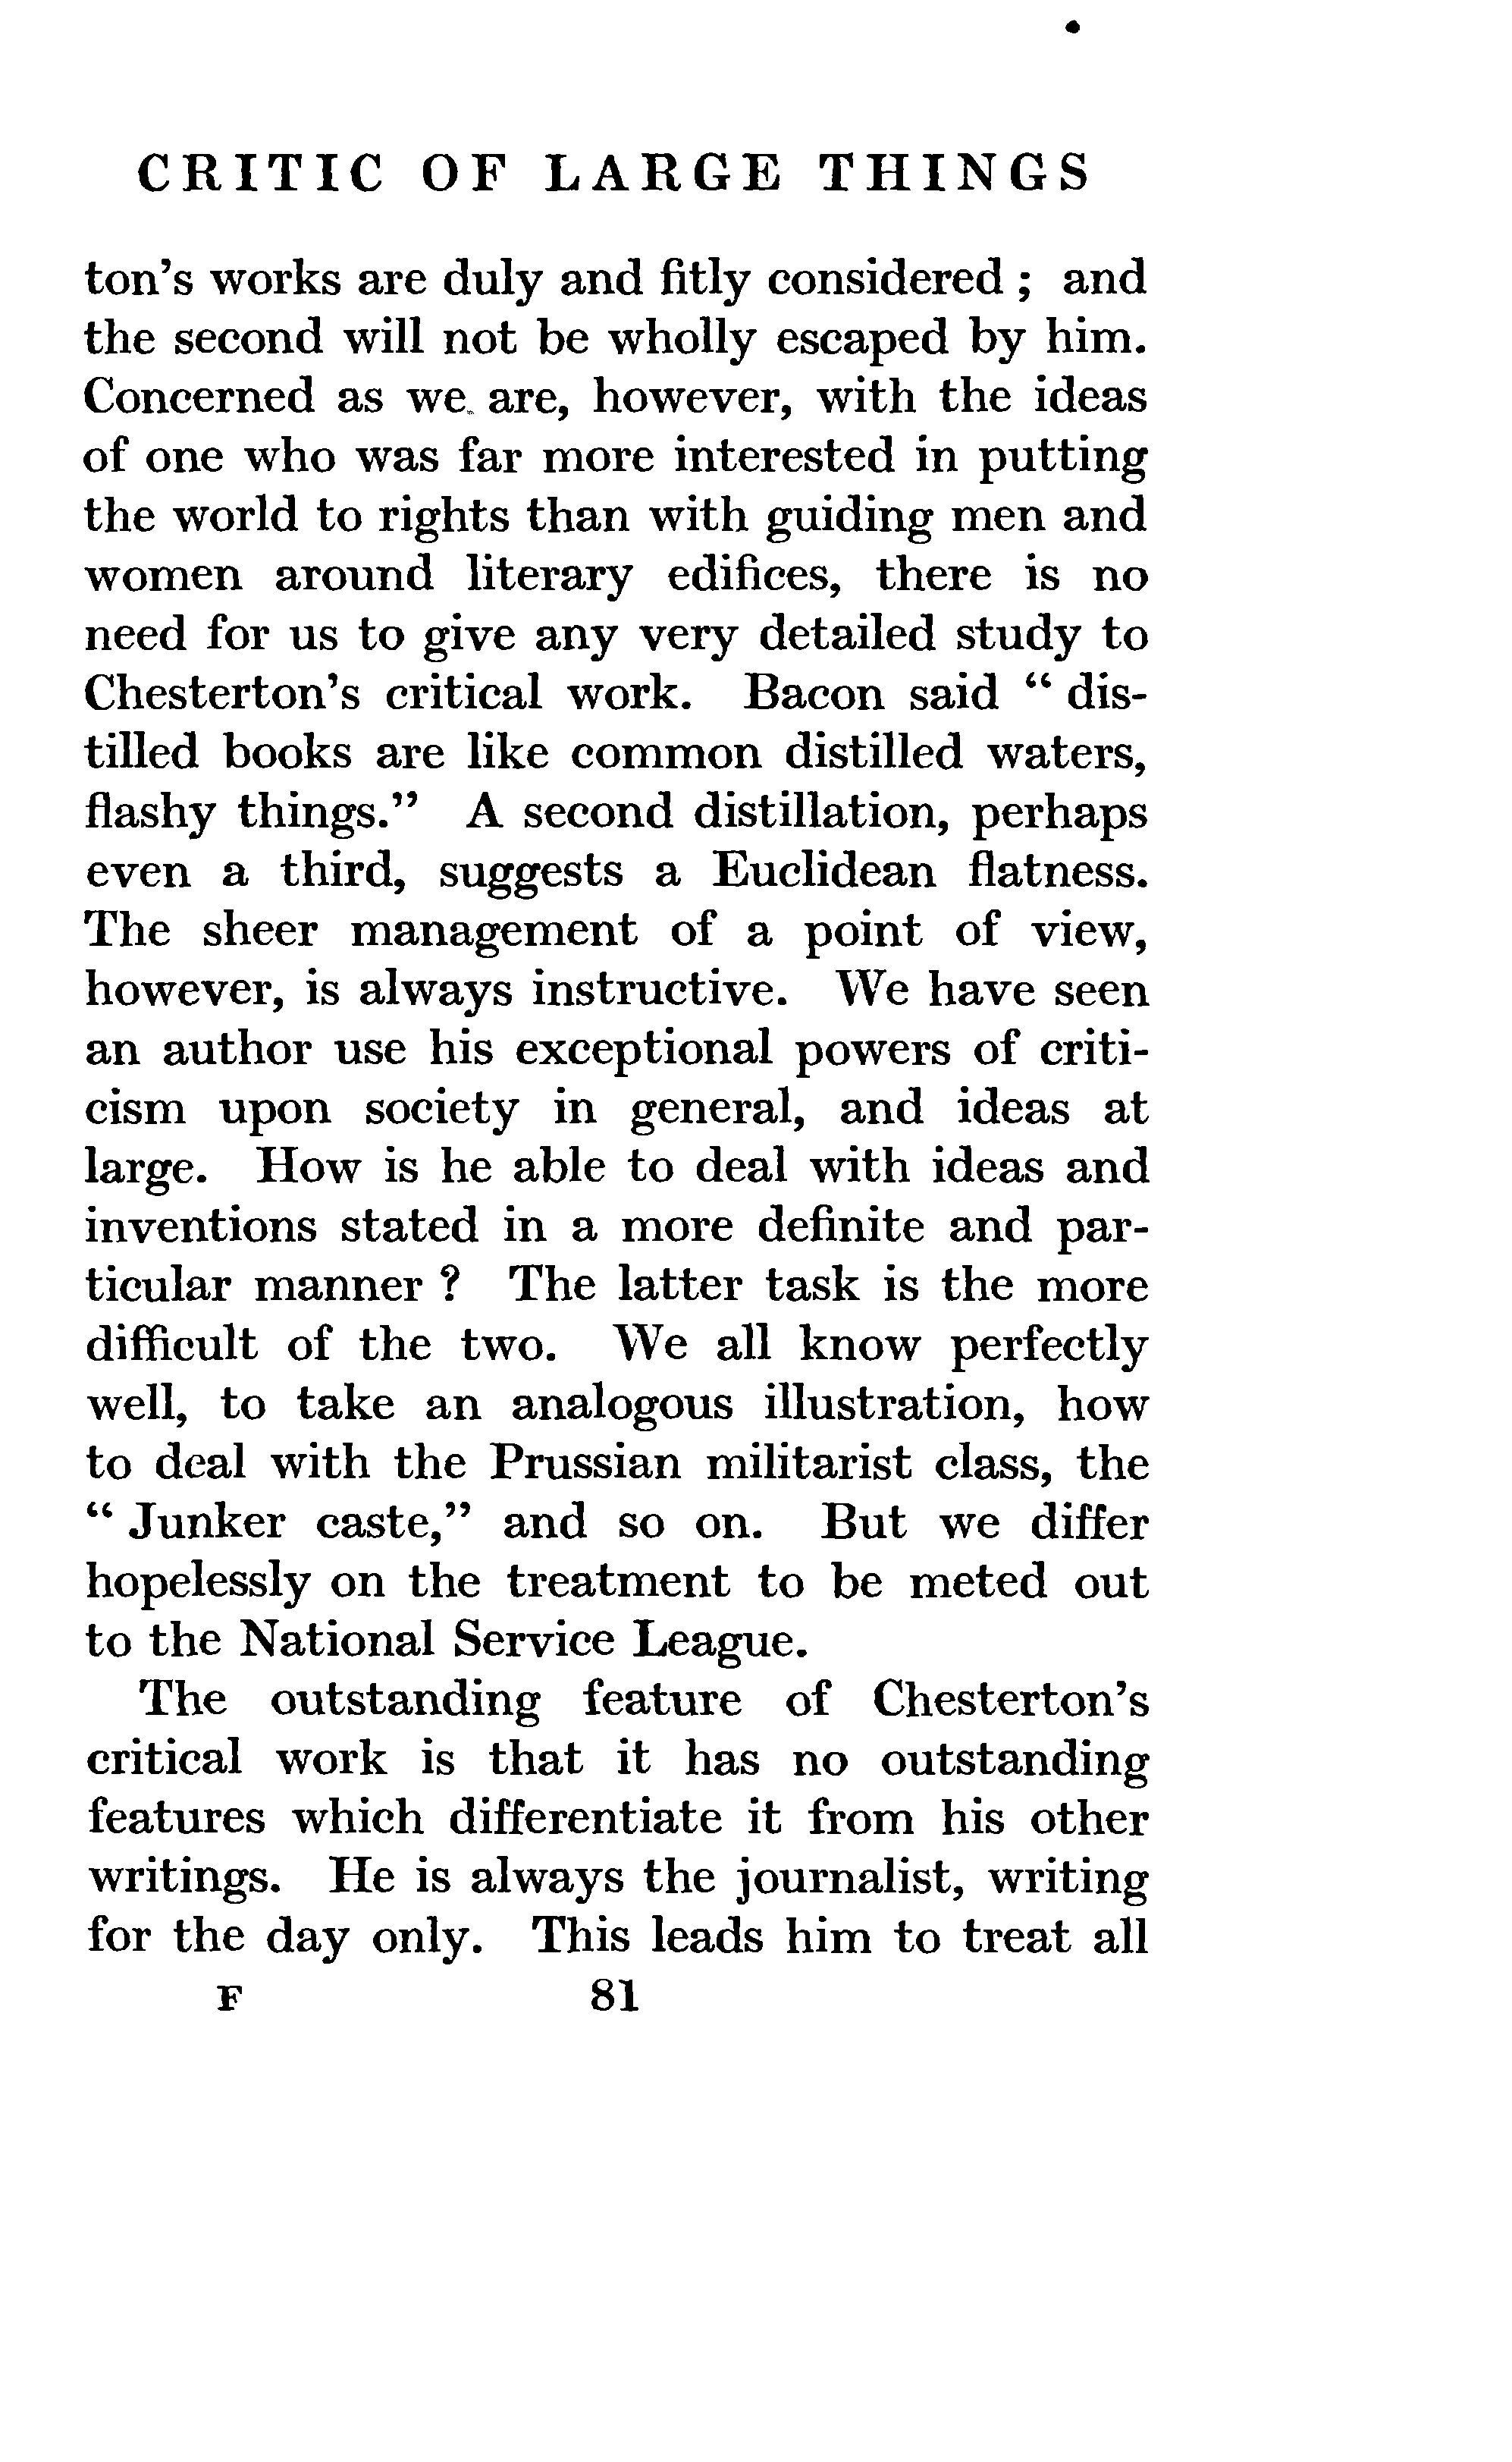 CRITIC OF LARGE THINGS
ton's works are duly and fitly considered ; and
the second will not be wholly escaped by him.
Concerned as we are, however, with the ideas
of one who was far more interested in putting
the world to rights than with guiding men and
women around literary edifices, there is no
need for us to give any very detailed study to
Chesterton's critical work. Bacon said “ dis-
tilled books are like common distilled waters,
flashy things.” A second distillation, perhaps
even a third, suggests a Euclidean flatness.
The sheer management of a point of view,
however, is always instructive. We have seen
an author use his exceptional powers of criti-
cism upon society in general, and ideas at
large. How is he able to deal with ideas and
inventions stated in a more definite and par-
ticular manner ? The latter task is the more
difficult of the two. We all know perfectly
well, to take an analogous illustration, how
to deal with the Prussian militarist class, the
“ Junker caste,” and so on. But we differ
hopelessly on the treatment to be meted out
to the National Service League.
The outstanding feature of Chesterton's
critical work is that it has no outstanding
features which differentiate it from his other
writings. He is always the journalist, writing
for the day only. This leads him to treat all
F 81